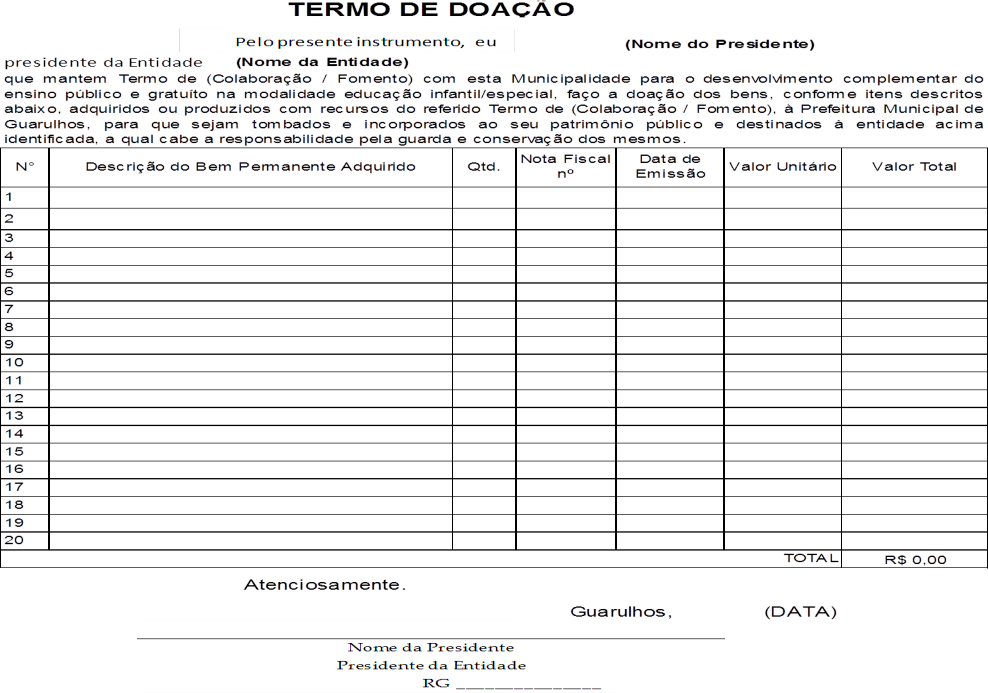 TERMO DE DOAÇÃO
Pelo presente instrumento, eu (Nome do Presidente)
presidente da Entidade (Nome da Entidade)
que mantem Termo de (Colaboração / Fomento) com esta Municipalidade para o desenvolvimento complementar do
ensino público e gratuíto na modalidade educação infantil/especial, faço a doação dos bens, conforme itens descritos
abaixo, adquiridos ou produzidos com recursos do referido Termo de (Colaboração / Fomento), à Prefeitura Municipal de
Guarulhos, para que sejam tombados e incorporados ao seu patrimônio público e destinados à entidade acima
identificada, a qual cabe a responsabilidade pela guarda e conservação dos mesmos.
N° Descrição do Bem Permanente Adquirido Qtd. Nota Fiscal nº Data de Emissão Valor Unitário Valor Total
1
2
3
4
5
6
7
8
9
10
11
12
13
14
15
16
17
18
19
20
TOTAL R$ 0,00
Atenciosamente.
Guarulhos, (DATA)
Nome da Presidente
Presidente da Entidade
RG _______________